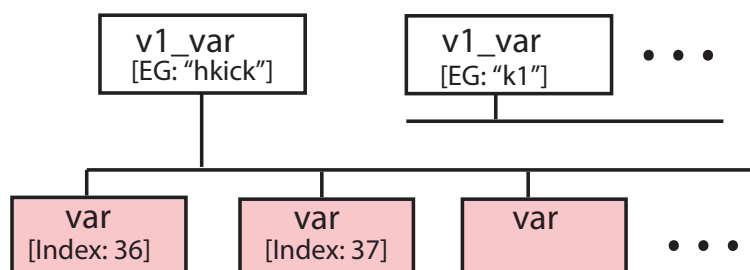 v1_var
[EG: “hkick”]
v1_var
[EG: “k1”]
• • •
var
[Index: 36]
var
[Index: 37]
var
• • •